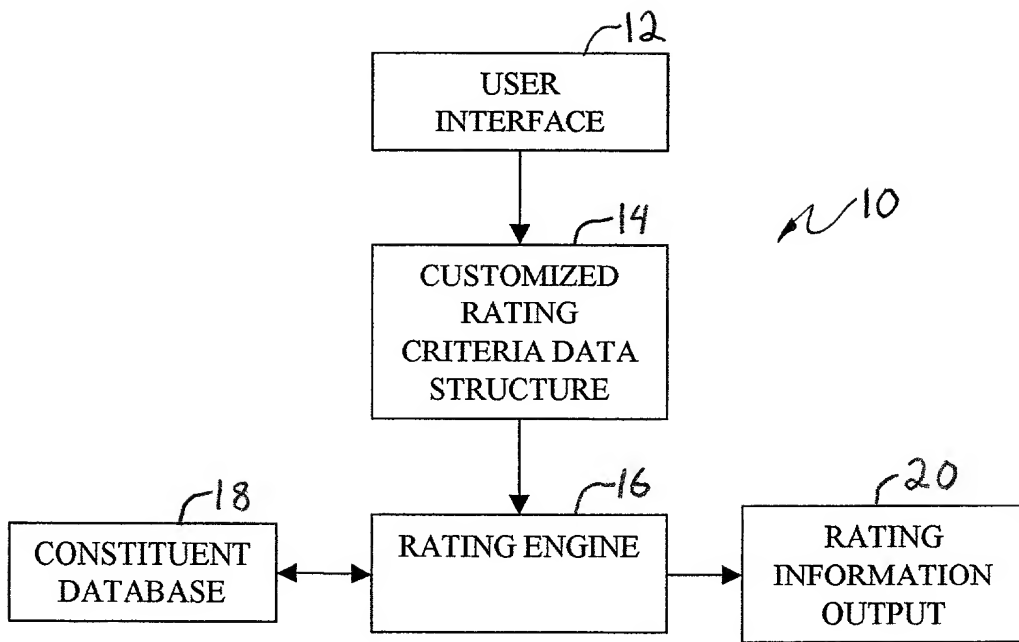 12
USER
INTERFACE
10
14
CUSTOMIZED
RATING
CRITERIA DATA
STRUCTURE
18
CONSTITUENT
DATABASE
16
RATING ENGINE
20
RATING
INFORMATION
OUTPUT